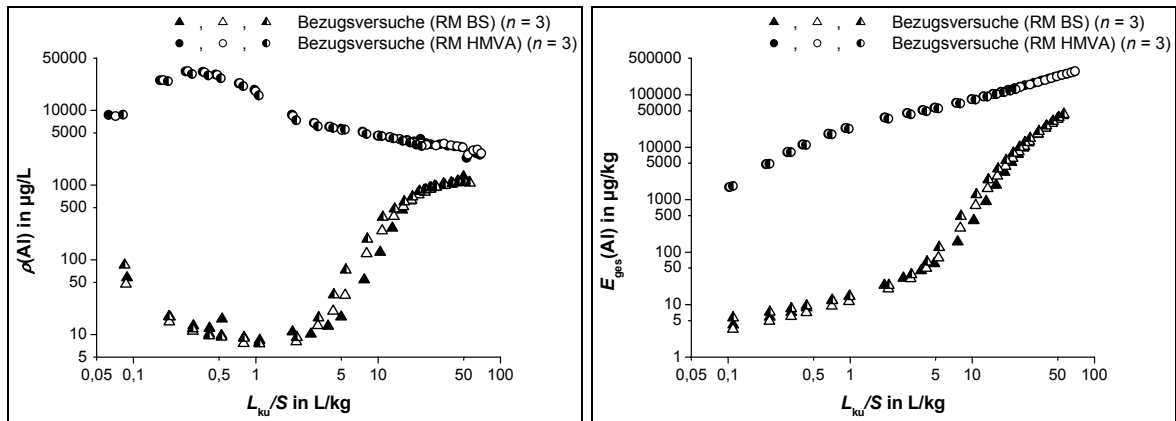 ▲ , △ , ◮ Bezugsversuche (RM BS) (n = 3)
● , ○ , ◐ Bezugsversuche (RM HMVA) (n = 3)
50000
10000
5000
1000
500
100
50
10
5
ρ(Al) in µg/L
0,05 0,1 0,5 1 5 10 50 100
L_ku/S in L/kg
▲ , △ , ◮ Bezugsversuche (RM BS) (n = 3)
● , ○ , ◐ Bezugsversuche (RM HMVA) (n = 3)
500000
100000
50000
10000
5000
1000
500
100
50
10
5
1
E_ges(Al) in µg/kg
0,05 0,1 0,5 1 5 10 50 100
L_ku/S in L/kg